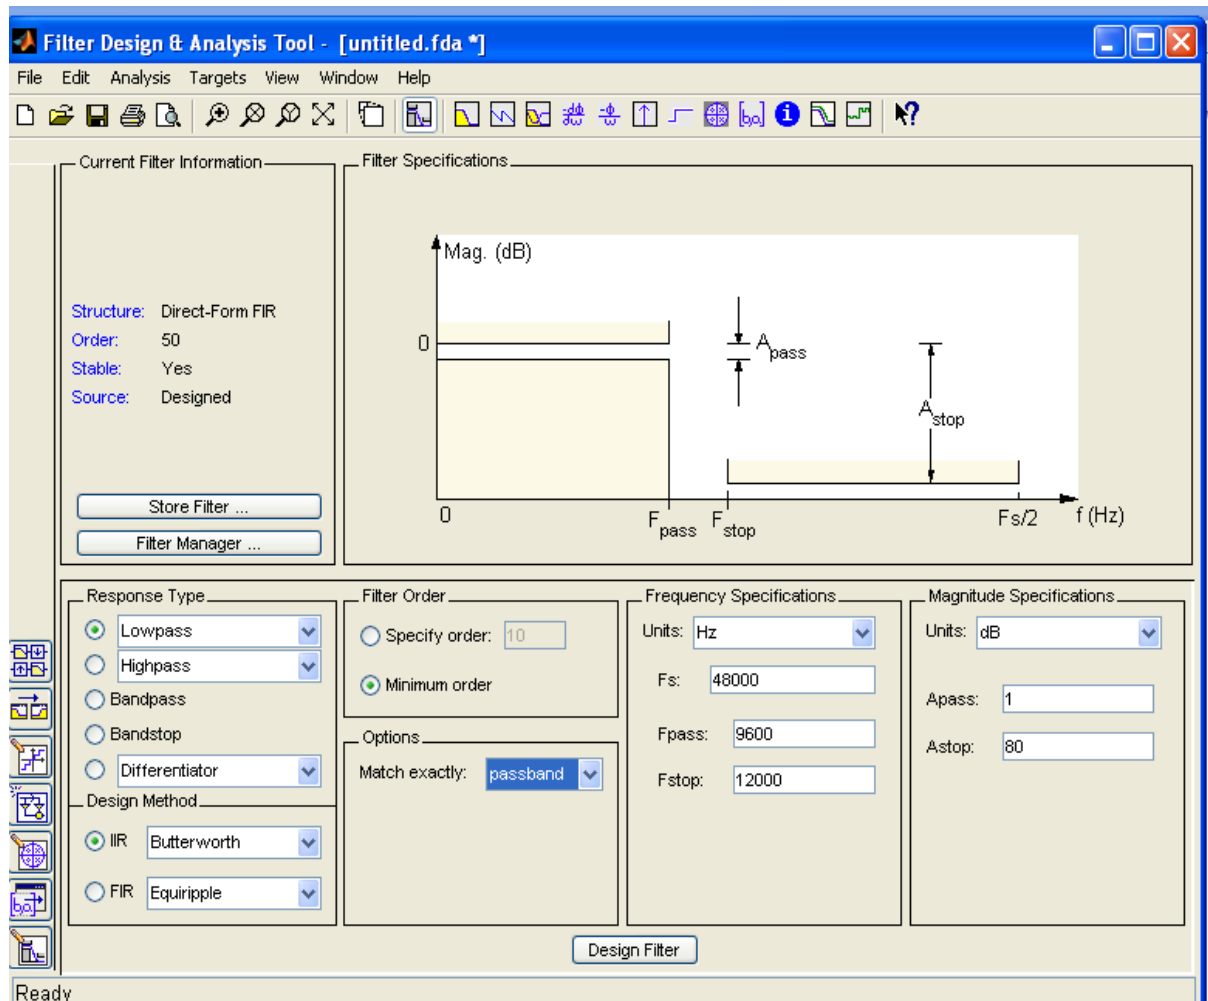 Filter Design & Analysis Tool - [untitled.fda *]
File Edit Analysis Targets View Window Help
Current Filter Information
Structure: Direct-Form FIR
Order: 50
Stable: Yes
Source: Designed
Store Filter ...
Filter Manager ...
Filter Specifications
Mag. (dB)
0
Apass
Astop
0 Fpass Fstop Fs/2 f (Hz)
Response Type
Lowpass
Highpass
Bandpass
Bandstop
Differentiator
Design Method
IIR Butterworth
FIR Equiripple
Filter Order
Specify order: 10
Minimum order
Options
Match exactly: passband
Frequency Specifications
Units: Hz
Fs: 48000
Fpass: 9600
Fstop: 12000
Magnitude Specifications
Units: dB
Apass: 1
Astop: 80
Design Filter
Ready